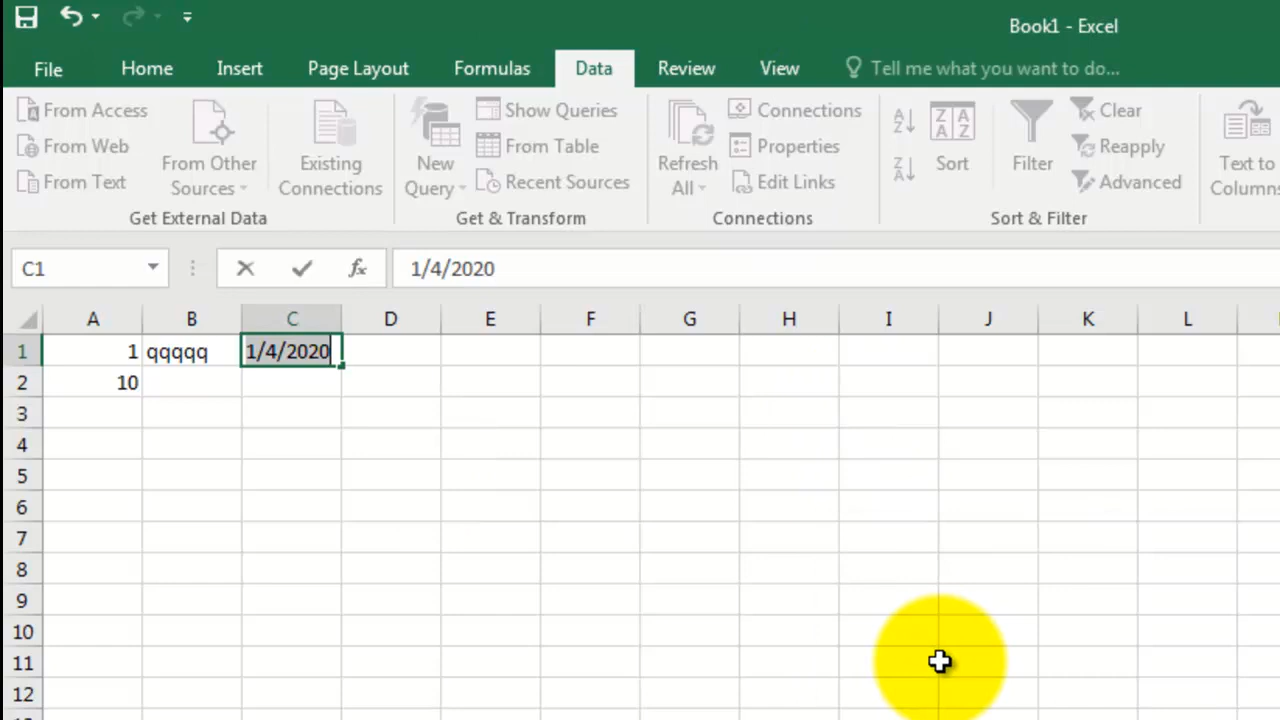 Book1 - Excel
File Home Insert Page Layout Formulas Data Review View Tell me what you want to do...
From Access
From Web
From Text
From Other
Sources
Existing
Connections
Get External Data
New
Query
Show Queries
From Table
Recent Sources
Get & Transform
Refresh
All
Connections
Properties
Edit Links
Connections
Sort
Filter
Clear
Reapply
Advanced
Sort & Filter
Text to
Columns
C1 fx 1/4/2020
A B C D E F G H I J K L
1 1 qqqqq 1/4/2020
2 10
3
4
5
6
7
8
9
10
11
12